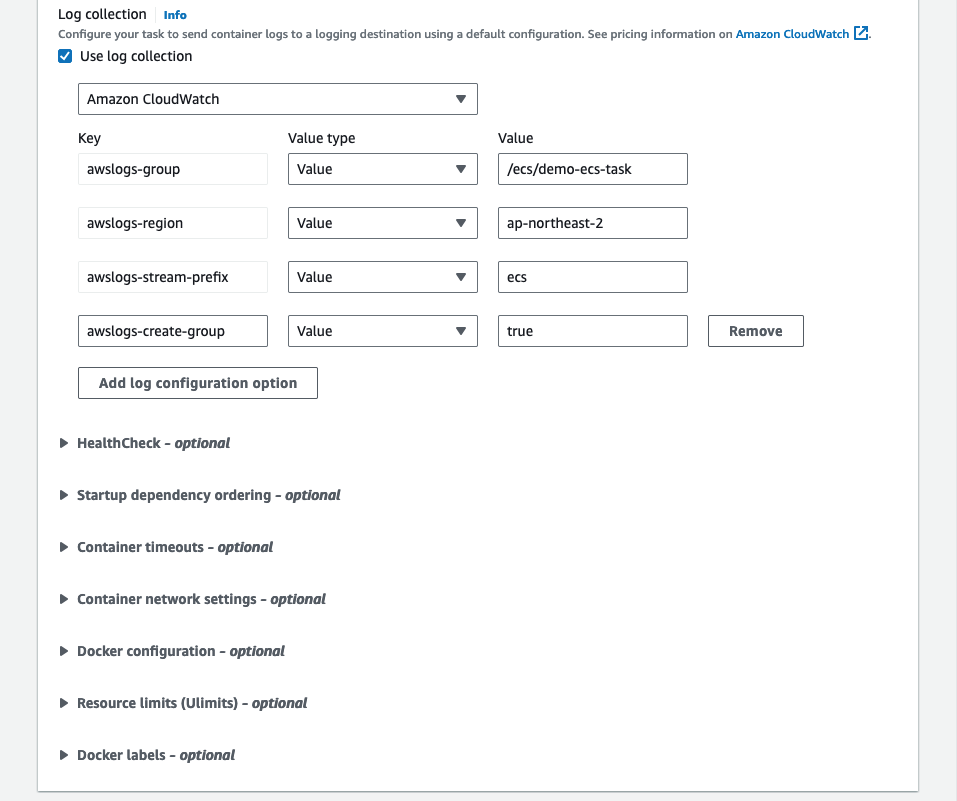 Log collection Info
Configure your task to send container logs to a logging destination using a default configuration. See pricing information on Amazon CloudWatch.
Use log collection
Amazon CloudWatch
Key Value type Value
awslogs-group Value /ecs/demo-ecs-task
awslogs-region Value ap-northeast-2
awslogs-stream-prefix Value ecs
awslogs-create-group Value true Remove
Add log configuration option
HealthCheck - optional
Startup dependency ordering - optional
Container timeouts - optional
Container network settings - optional
Docker configuration - optional
Resource limits (Ulimits) - optional
Docker labels - optional